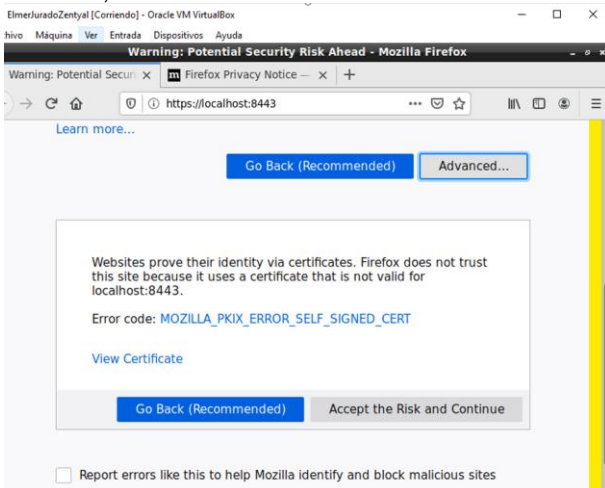 ElmerJuradoZentyal [Corriendo] - Oracle VM VirtualBox
hivo Máquina Ver Entrada Dispositivos Ayuda
Warning: Potential Security Risk Ahead - Mozilla Firefox
Warning: Potential Securi Firefox Privacy Notice —
https://localhost:8443
Learn more...
Go Back (Recommended) Advanced...
Websites prove their identity via certificates. Firefox does not trust
this site because it uses a certificate that is not valid for
localhost:8443.
Error code: MOZILLA_PKIX_ERROR_SELF_SIGNED_CERT
View Certificate
Go Back (Recommended) Accept the Risk and Continue
Report errors like this to help Mozilla identify and block malicious sites